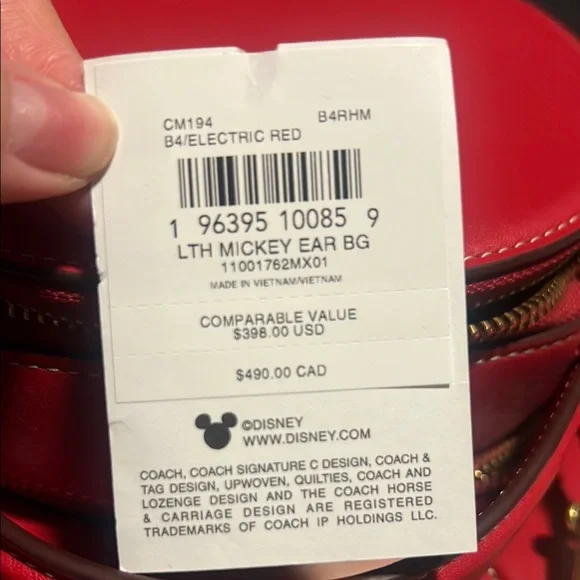 CM194 B4RHM
B4/ELECTRIC RED
1 96395 10085 9
LTH MICKEY EAR BG
11001762MX01
MADE IN VIETNAM/VIETNAM
COMPARABLE VALUE
$398.00 USD
$490.00 CAD
©DISNEY
WWW.DISNEY.COM
COACH, COACH SIGNATURE C DESIGN, COACH &
TAG DESIGN, UPWOVEN, QUILTIES, COACH AND
LOZENGE DESIGN AND THE COACH HORSE
& CARRIAGE DESIGN ARE REGISTERED
TRADEMARKS OF COACH IP HOLDINGS LLC.